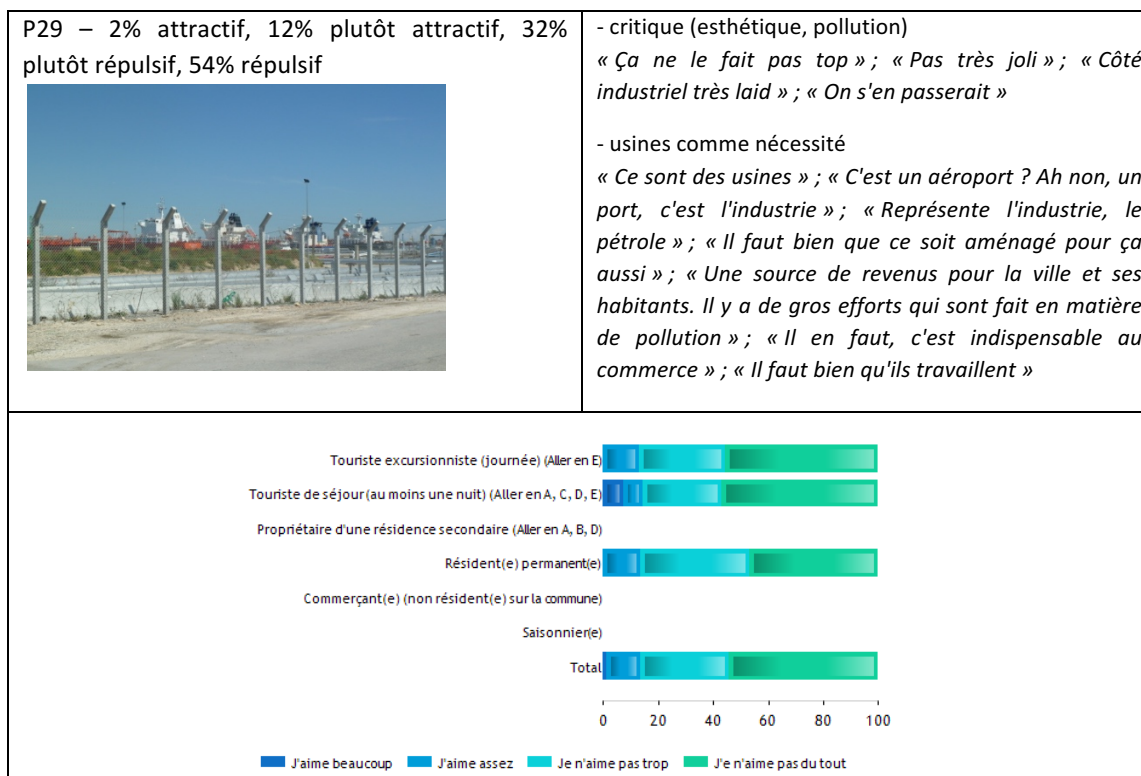 P29 – 2% attractif, 12% plutôt attractif, 32%
plutôt répulsif, 54% répulsif
- critique (esthétique, pollution)
« Ça ne le fait pas top » ; « Pas très joli » ; « Côté
industriel très laid » ; « On s'en passerait »
- usines comme nécessité
« Ce sont des usines » ; « C'est un aéroport ? Ah non, un
port, c'est l'industrie » ; « Représente l'industrie, le
pétrole » ; « Il faut bien que ce soit aménagé pour ça
aussi » ; « Une source de revenus pour la ville et ses
habitants. Il y a de gros efforts qui sont fait en matière
de pollution » ; « Il en faut, c'est indispensable au
commerce » ; « Il faut bien qu'ils travaillent »
Touriste excursionniste (journée) (Aller en E)
Touriste de séjour (au moins une nuit) (Aller en A, C, D, E)
Propriétaire d'une résidence secondaire (Aller en A, B, D)
Résident(e) permanent(e)
Commerçant(e) (non résident(e) sur la commune)
Saisonnier(e)
Total
0 20 40 60 80 100
J'aime beaucoup J'aime assez Je n'aime pas trop J'e n'aime pas du tout